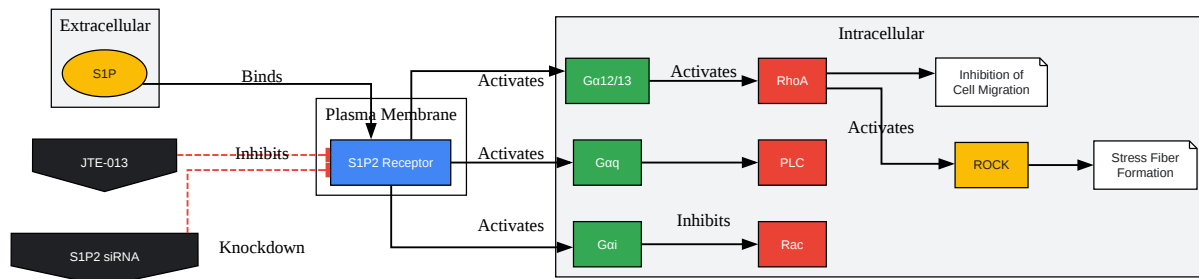 Extracellular
S1P
Binds
Plasma Membrane
S1P2 Receptor
JTE-013
Inhibits
S1P2 siRNA
Knockdown
Activates
Activates
Activates
Intracellular
Gα12/13
Activates
RhoA
Inhibition of
Cell Migration
Activates
Gαq
PLC
ROCK
Stress Fiber
Formation
Gαi
Inhibits
Rac